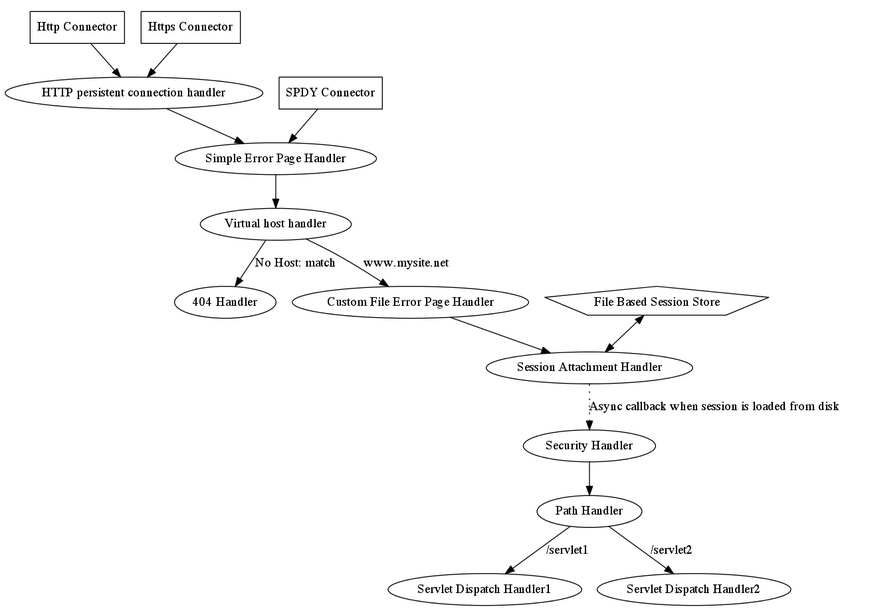 Http Connector
Https Connector
HTTP persistent connection handler
SPDY Connector
Simple Error Page Handler
Virtual host handler
No Host: match
www.mysite.net
404 Handler
Custom File Error Page Handler
File Based Session Store
Session Attachment Handler
Async callback when session is loaded from disk
Security Handler
Path Handler
/servlet1
/servlet2
Servlet Dispatch Handler1
Servlet Dispatch Handler2